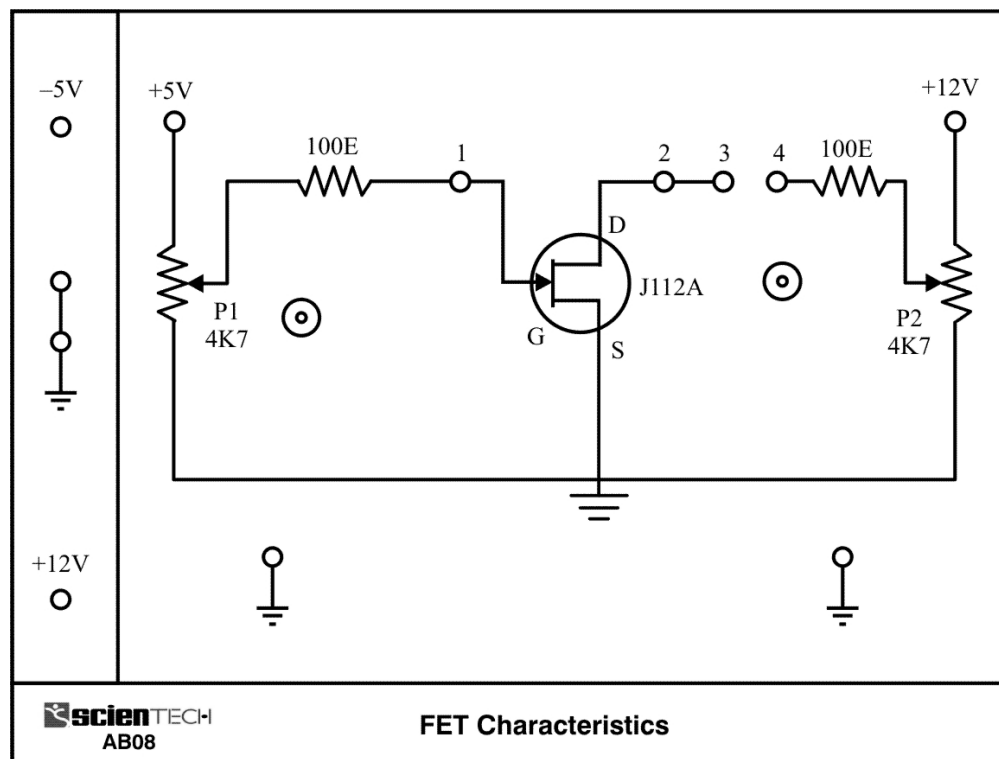 –5V
+12V
+5V
100E
1
2
3
4
100E
+12V
D
J112A
G
S
P1
4K7
P2
4K7
scienTECH
AB08
FET Characteristics